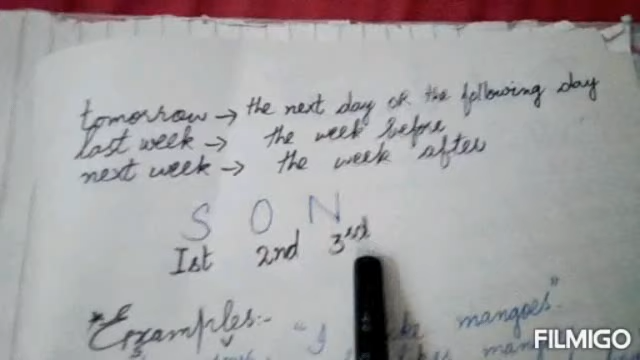 tomorrow → the next day or the following day
last week → the week before
next week → the week after
S O N
Ist 2nd 3rd
*Examples:-
"I mangoes"
FILMIGO